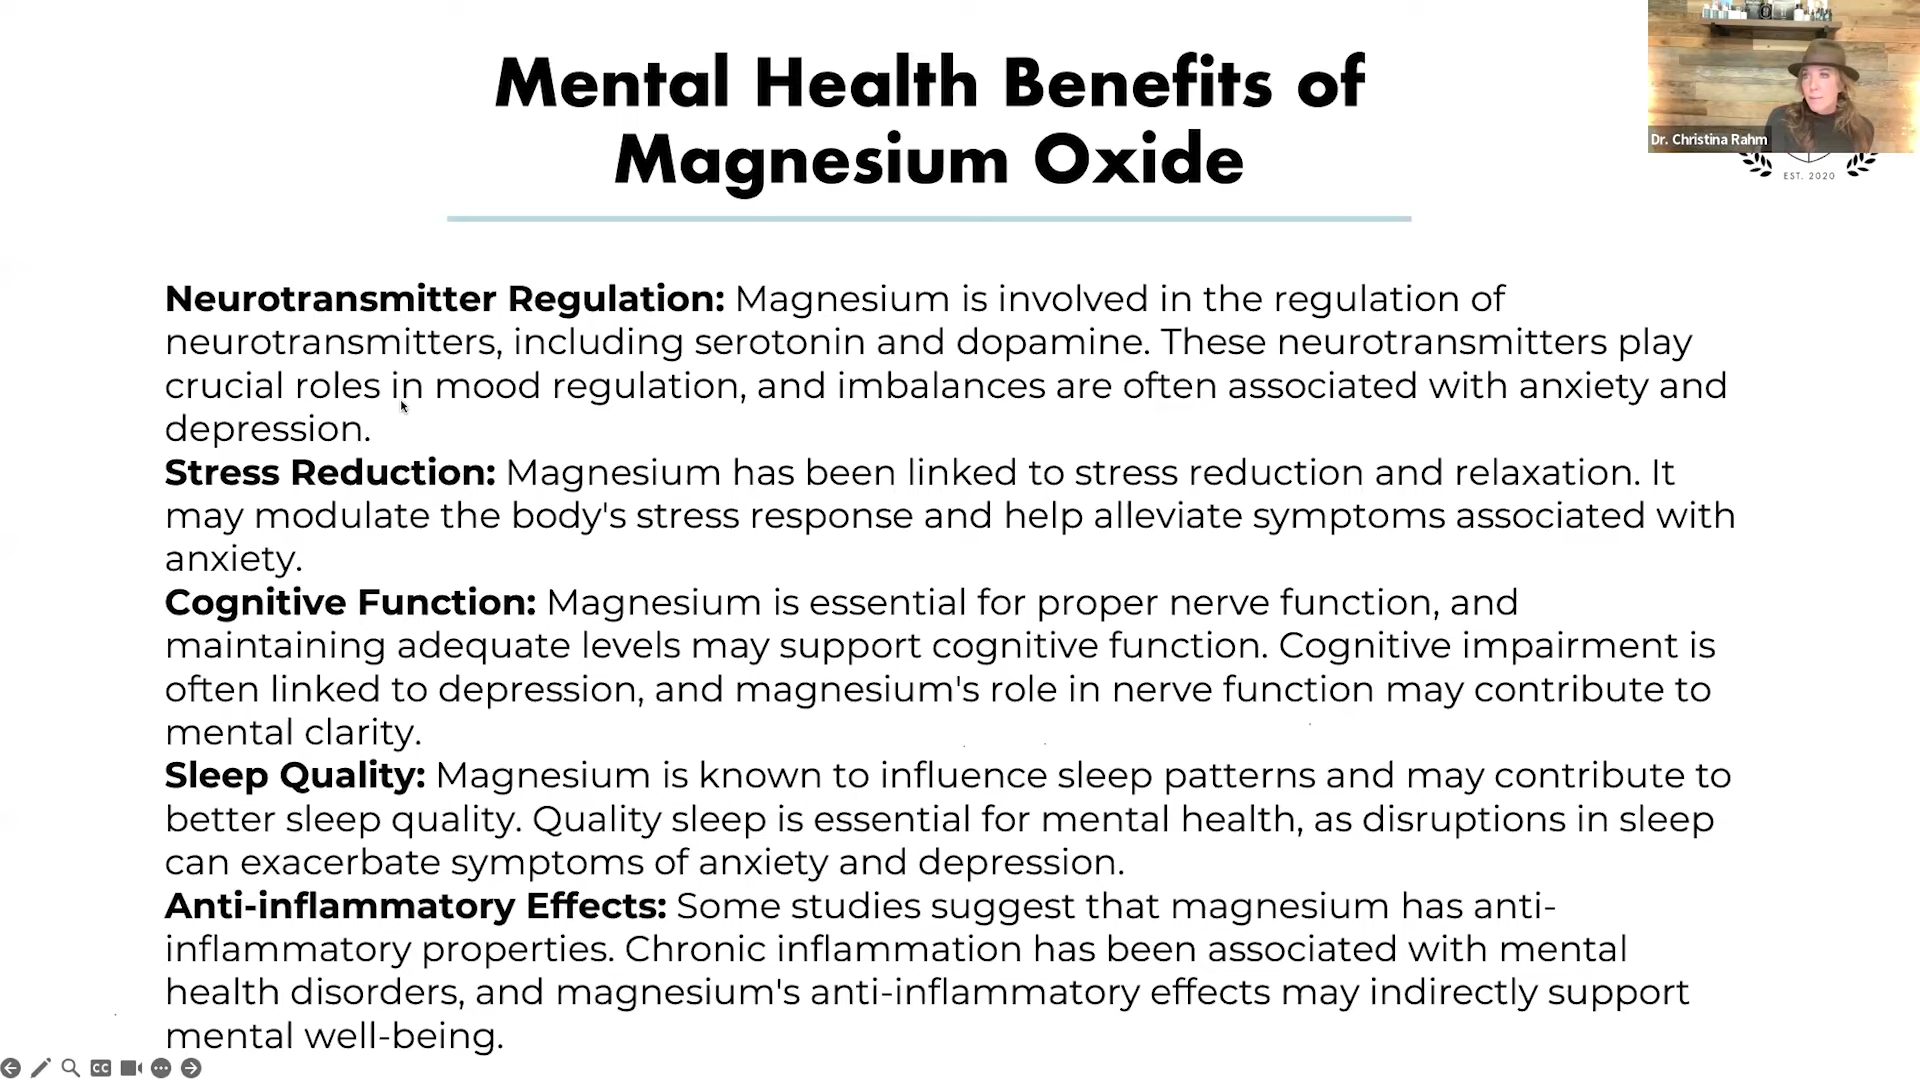 Mental Health Benefits of
Magnesium Oxide
Dr. Christina Rahm
EST. 2020
Neurotransmitter Regulation: Magnesium is involved in the regulation of
neurotransmitters, including serotonin and dopamine. These neurotransmitters play
crucial roles in mood regulation, and imbalances are often associated with anxiety and
depression.
Stress Reduction: Magnesium has been linked to stress reduction and relaxation. It
may modulate the body's stress response and help alleviate symptoms associated with
anxiety.
Cognitive Function: Magnesium is essential for proper nerve function, and
maintaining adequate levels may support cognitive function. Cognitive impairment is
often linked to depression, and magnesium's role in nerve function may contribute to
mental clarity.
Sleep Quality: Magnesium is known to influence sleep patterns and may contribute to
better sleep quality. Quality sleep is essential for mental health, as disruptions in sleep
can exacerbate symptoms of anxiety and depression.
Anti-inflammatory Effects: Some studies suggest that magnesium has anti-
inflammatory properties. Chronic inflammation has been associated with mental
health disorders, and magnesium's anti-inflammatory effects may indirectly support
mental well-being.
CC